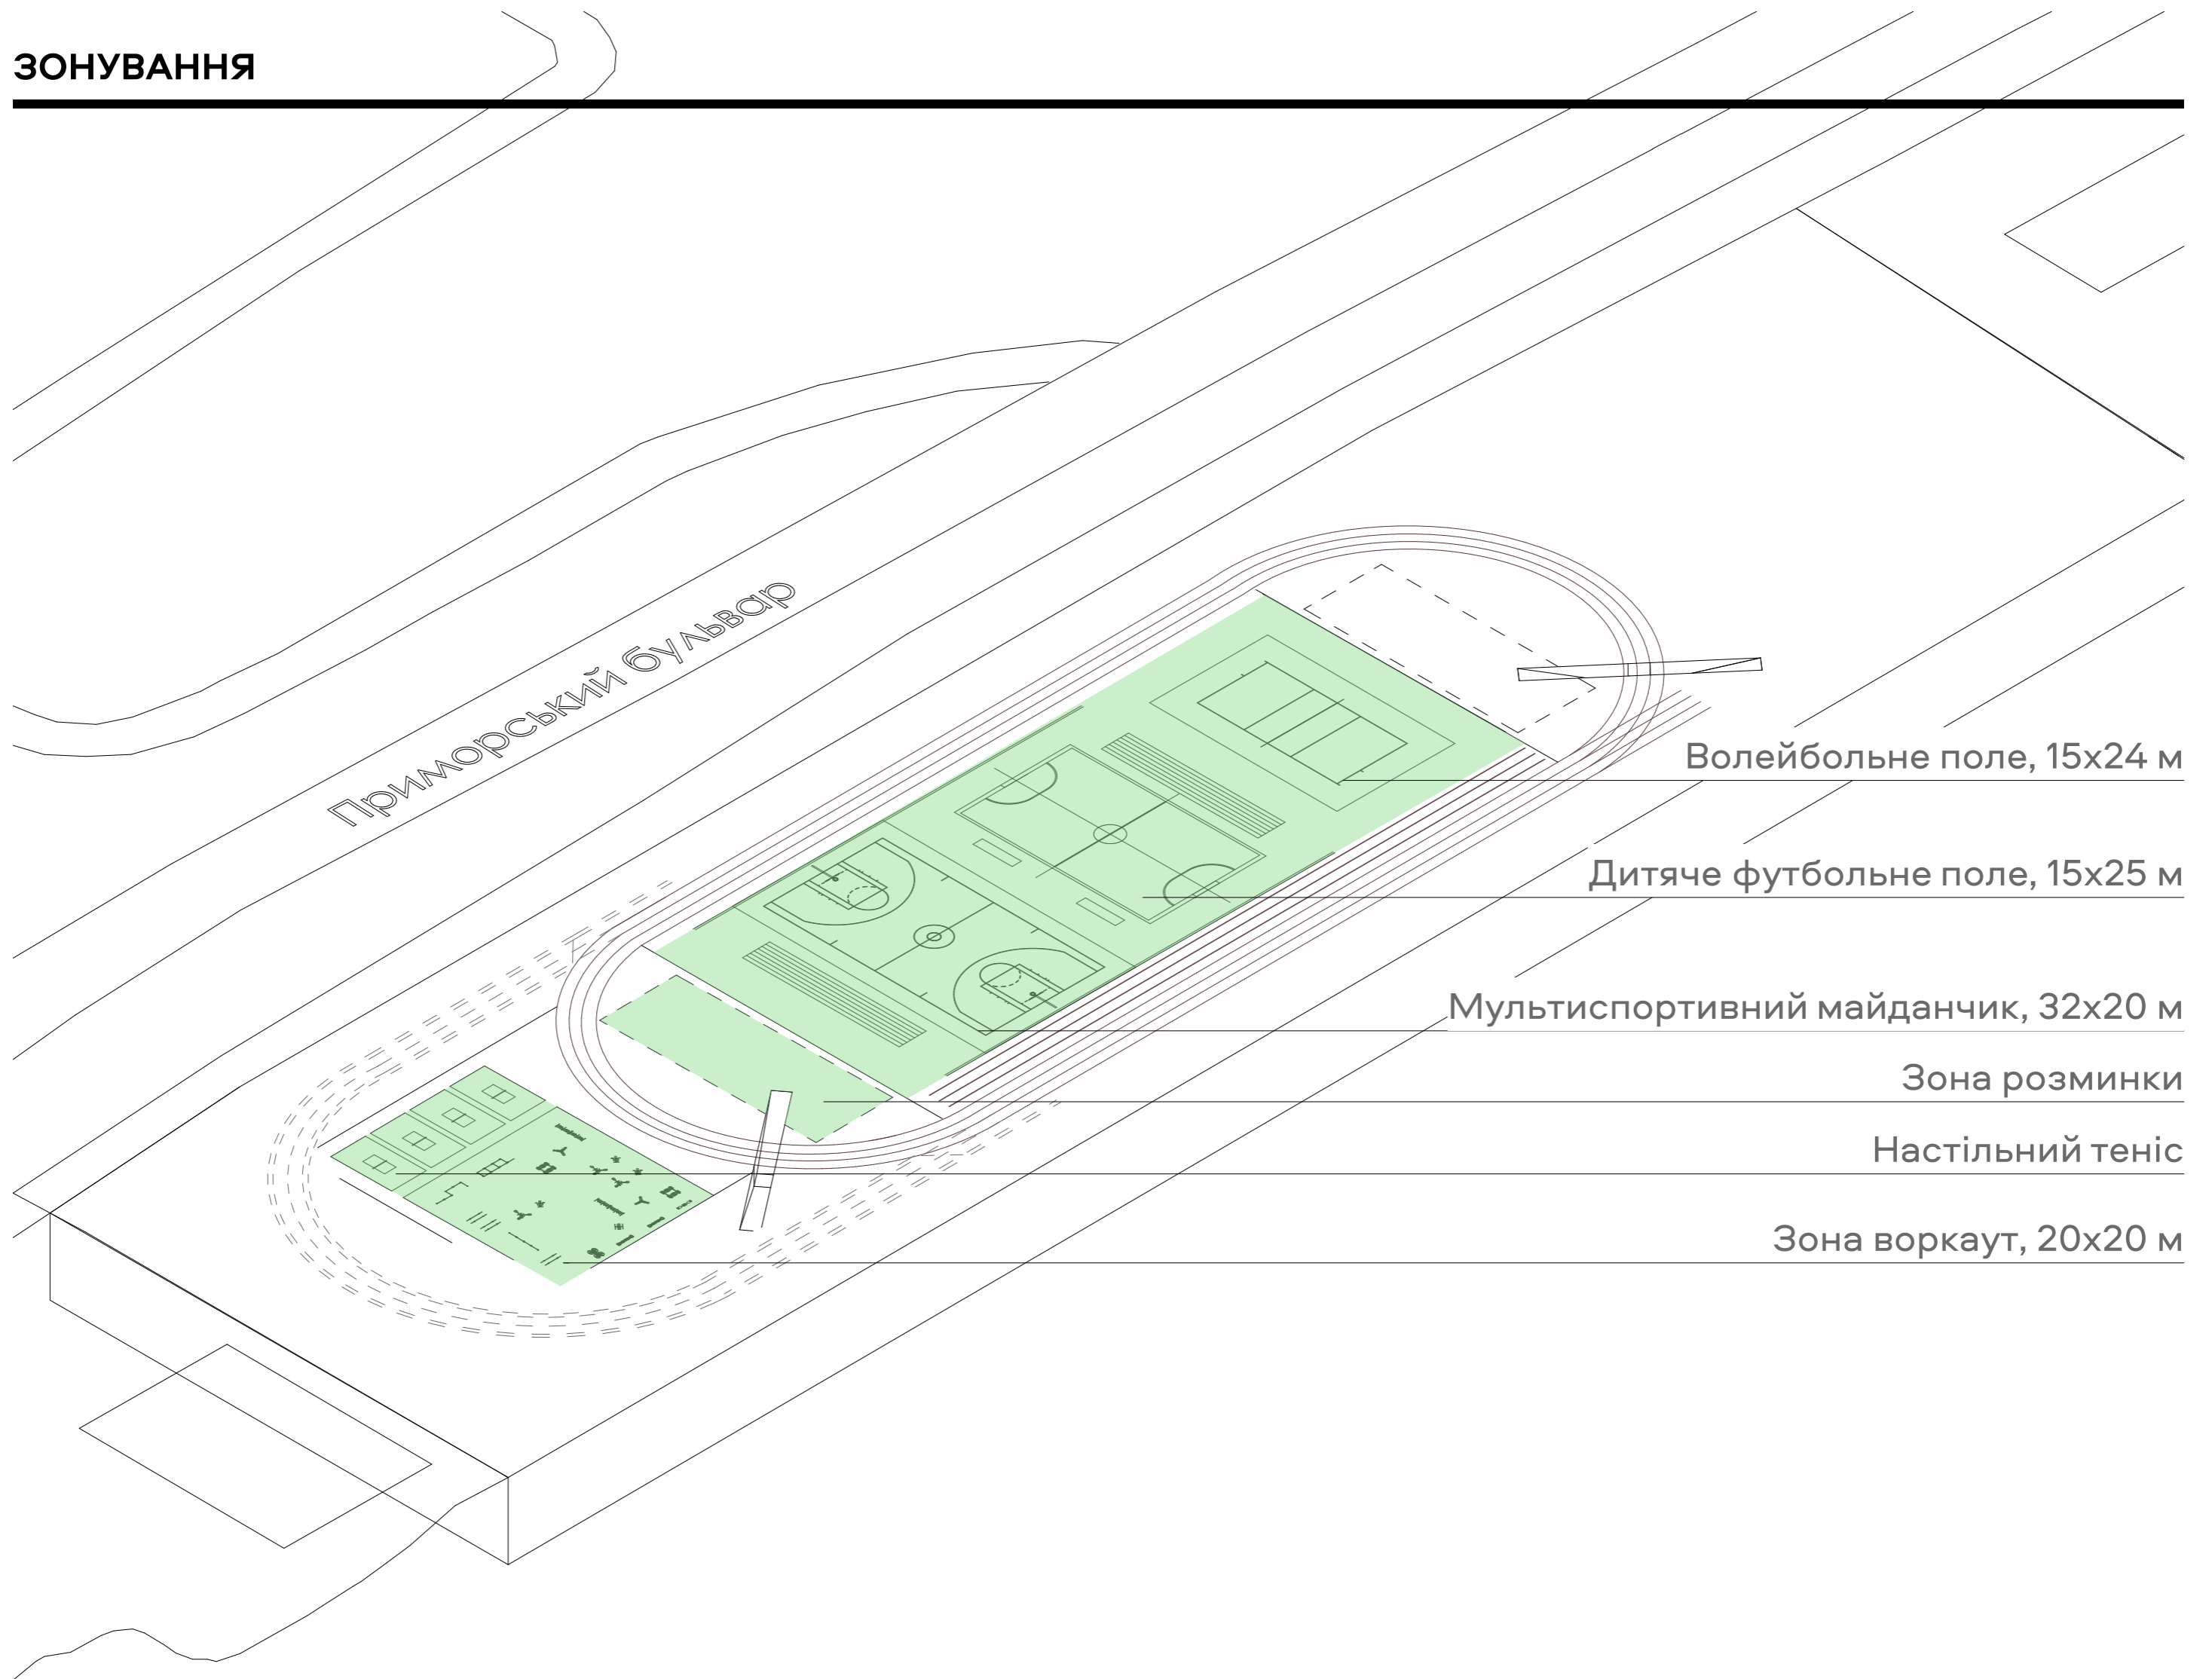 ЗОНУВАННЯ
Приморський бульвар
Волейбольне поле, 15х24 м
Дитяче футбольне поле, 15х25 м
Мультиспортивний майданчик, 32х20 м
Зона розминки
Настільний теніс
Зона воркаут, 20х20 м